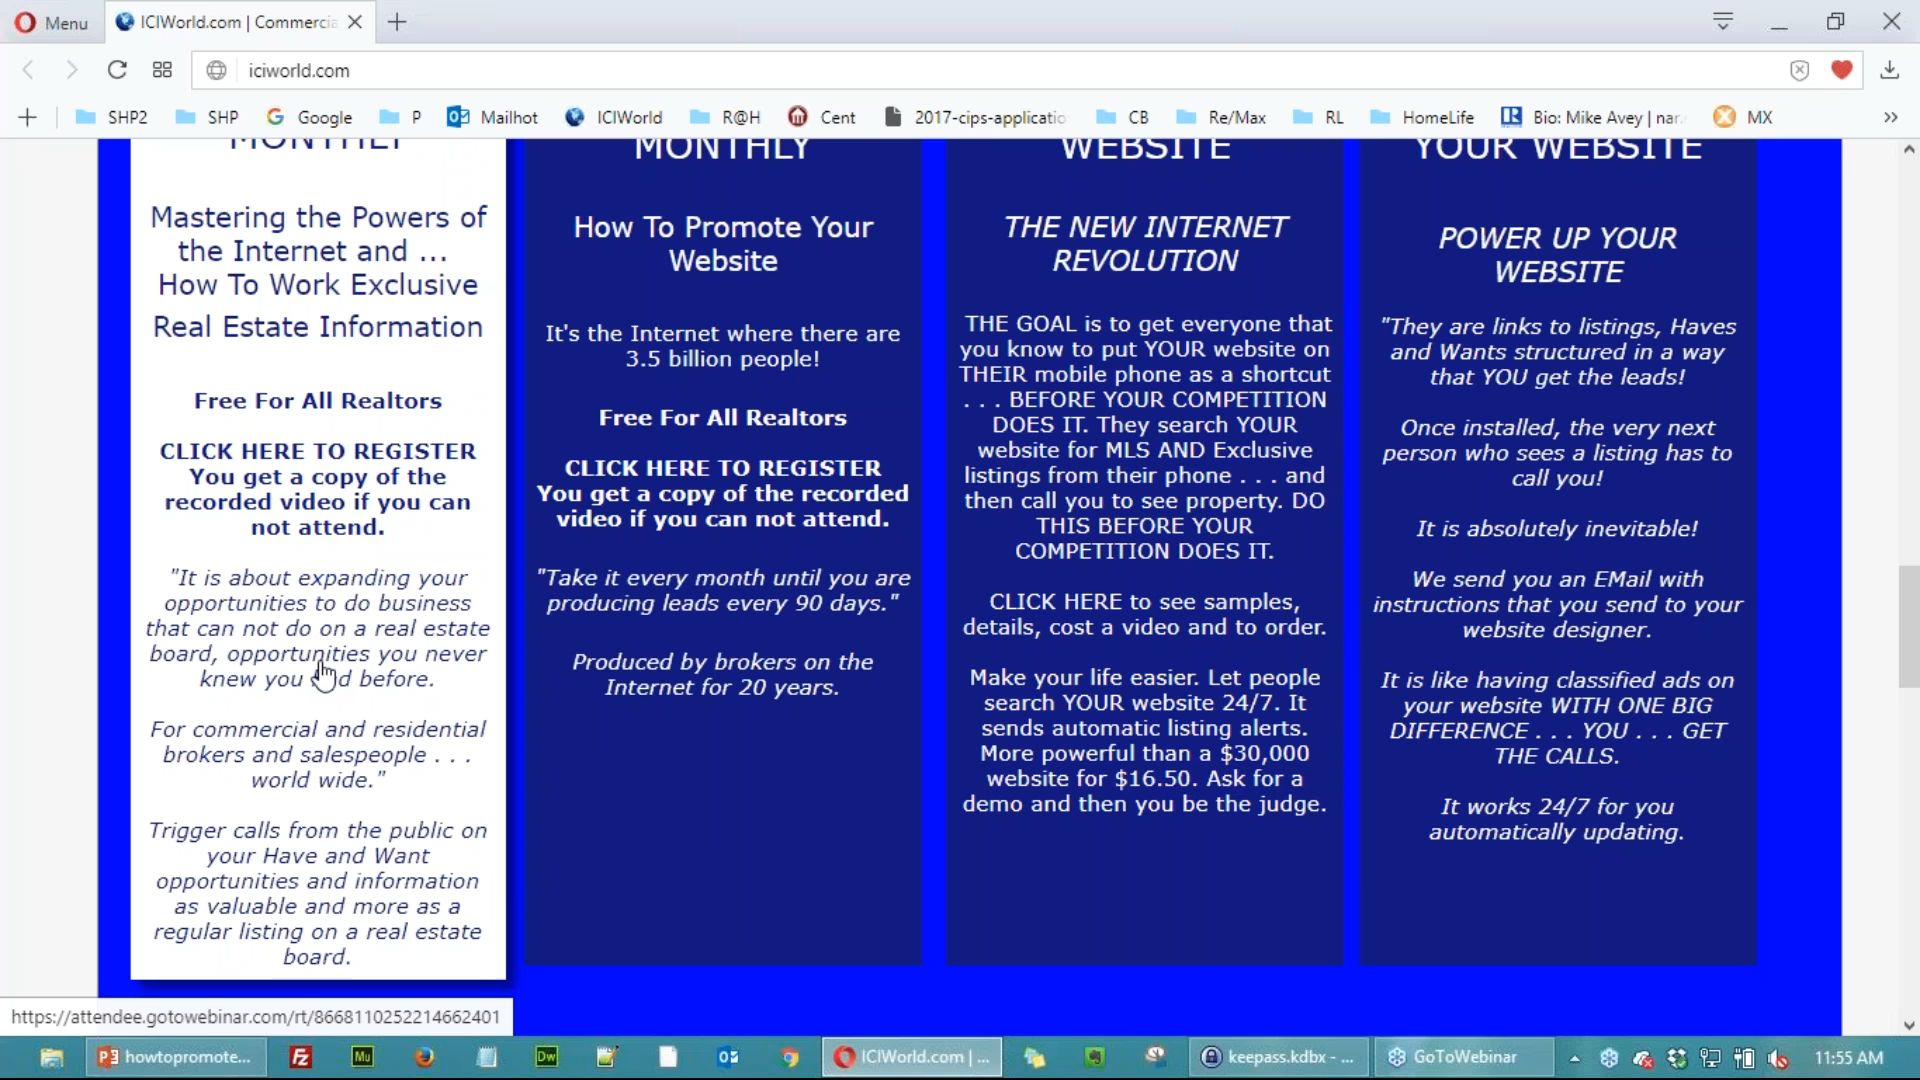 Menu
ICIWorld.com | Commercia
iciworld.com
SHP2
SHP
Google
P
Mailhot
ICIWorld
R@H
Cent
2017-cips-applicatio
CB
Re/Max
RL
HomeLife
Bio: Mike Avey | nar.
MX
MONTHLY
Mastering the Powers of
the Internet and ...
How To Work Exclusive
Real Estate Information
Free For All Realtors
CLICK HERE TO REGISTER
You get a copy of the
recorded video if you can
not attend.
"It is about expanding your
opportunities to do business
that can not do on a real estate
board, opportunities you never
knew you had before.
For commercial and residential
brokers and salespeople . . .
world wide."
Trigger calls from the public on
your Have and Want
opportunities and information
as valuable and more as a
regular listing on a real estate
board.
MONTHLY
How To Promote Your
Website
It's the Internet where there are
3.5 billion people!
Free For All Realtors
CLICK HERE TO REGISTER
You get a copy of the recorded
video if you can not attend.
"Take it every month until you are
producing leads every 90 days."
Produced by brokers on the
Internet for 20 years.
WEBSITE
THE NEW INTERNET
REVOLUTION
THE GOAL is to get everyone that
you know to put YOUR website on
THEIR mobile phone as a shortcut
. . . BEFORE YOUR COMPETITION
DOES IT. They search YOUR
website for MLS AND Exclusive
listings from their phone . . . and
then call you to see property. DO
THIS BEFORE YOUR
COMPETITION DOES IT.
CLICK HERE to see samples,
details, cost a video and to order.
Make your life easier. Let people
search YOUR website 24/7. It
sends automatic listing alerts.
More powerful than a $30,000
website for $16.50. Ask for a
demo and then you be the judge.
YOUR WEBSITE
POWER UP YOUR
WEBSITE
"They are links to listings, Haves
and Wants structured in a way
that YOU get the leads!
Once installed, the very next
person who sees a listing has to
call you!
It is absolutely inevitable!
We send you an EMail with
instructions that you send to your
website designer.
It is like having classified ads on
your website WITH ONE BIG
DIFFERENCE . . . YOU . . . GET
THE CALLS.
It works 24/7 for you
automatically updating.
https://attendee.gotowebinar.com/rt/8668110252214662401
howtopromote...
Fz
Mu
Dw
ICIWorld.com | ...
keepass.kdbx - ...
GoToWebinar
11:55 AM